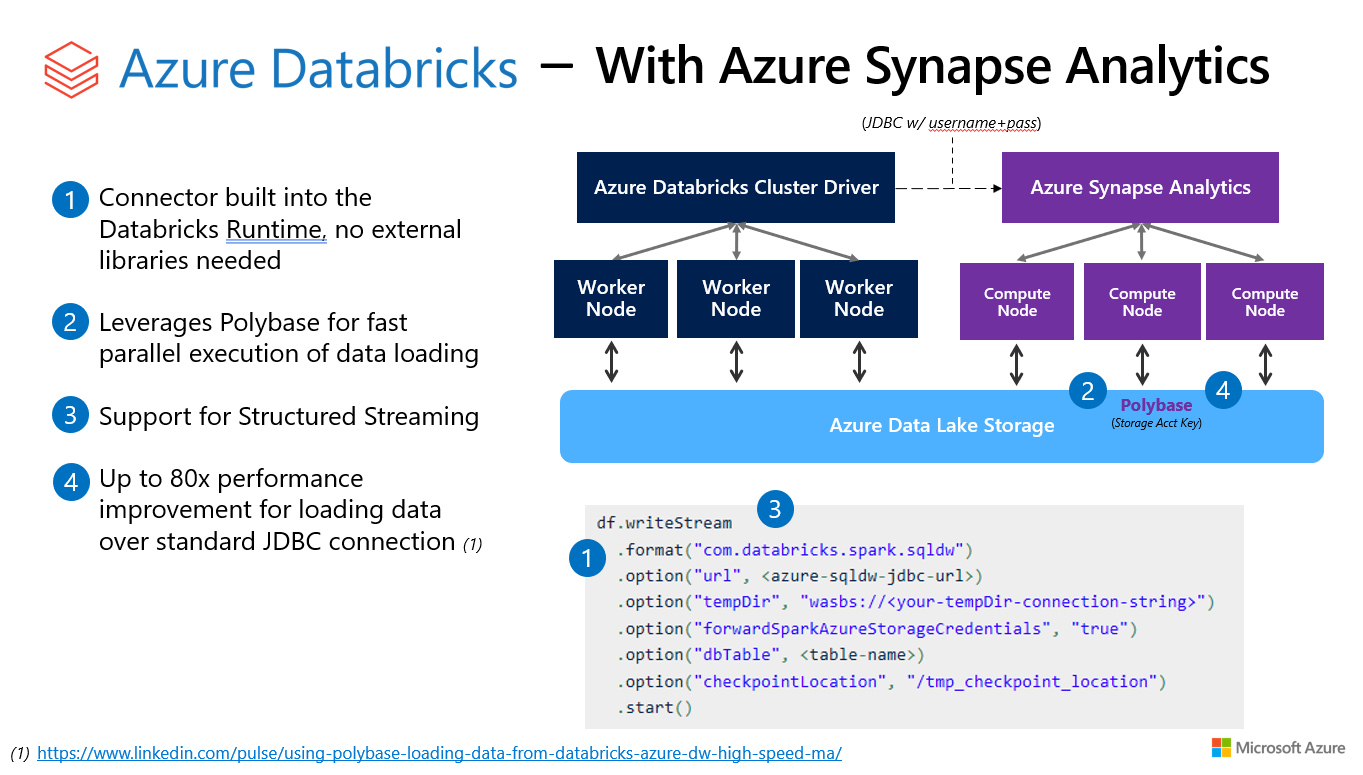 Azure Databricks – With Azure Synapse Analytics
1 Connector built into the
Databricks Runtime, no external
libraries needed
2 Leverages Polybase for fast
parallel execution of data loading
3 Support for Structured Streaming
4 Up to 80x performance
improvement for loading data
over standard JDBC connection (1)
(JDBC w/ username+pass)
Azure Databricks Cluster Driver
Azure Synapse Analytics
Worker
Node
Worker
Node
Worker
Node
Compute
Node
Compute
Node
Compute
Node
2
4
Polybase
Azure Data Lake Storage
(Storage Acct Key)
3
1
df.writeStream
.format("com.databricks.spark.sqldw")
.option("url", <azure-sqldw-jdbc-url>)
.option("tempDir", "wasbs://<your-tempDir-connection-string>")
.option("forwardSparkAzureStorageCredentials", "true")
.option("dbTable", <table-name>)
.option("checkpointLocation", "/tmp_checkpoint_location")
.start()
(1) https://www.linkedin.com/pulse/using-polybase-loading-data-from-databricks-azure-dw-high-speed-ma/
Microsoft Azure